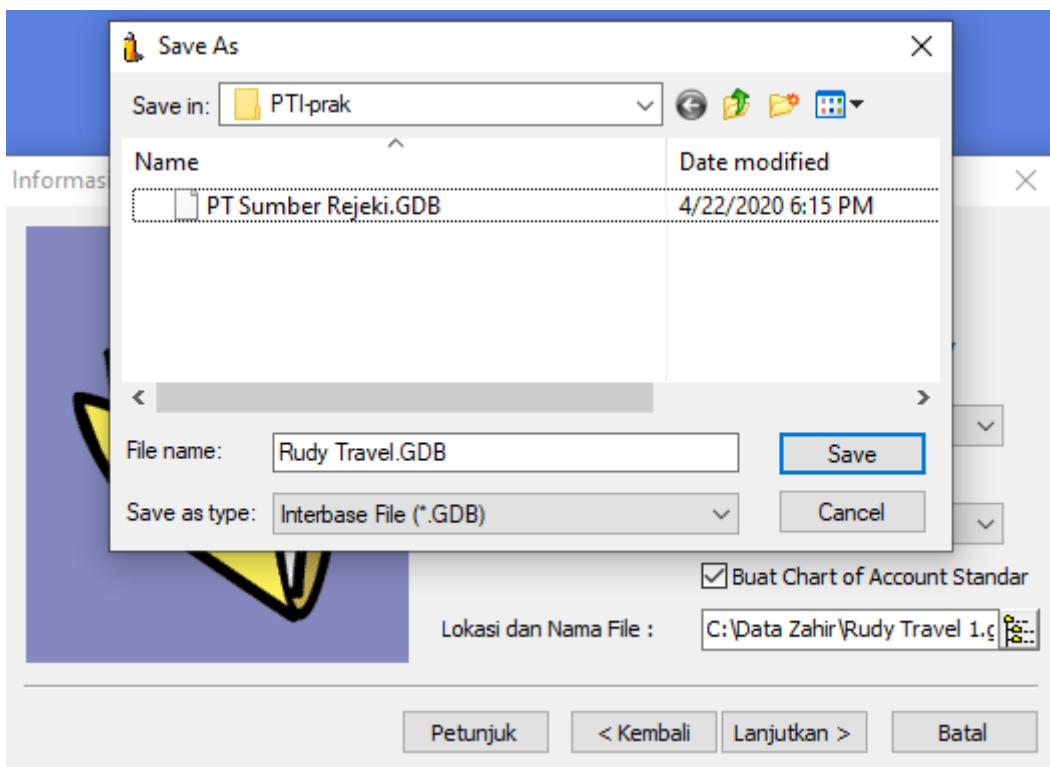 Save As
Save in: PTI-prak
Name Date modified
Informasi
PT Sumber Rejeki.GDB 4/22/2020 6:15 PM
File name: Rudy Travel.GDB Save
Save as type: Interbase File (*.GDB) Cancel
Buat Chart of Account Standar
Lokasi dan Nama File : C:\Data Zahir\Rudy Travel 1.g
Petunjuk < Kembali Lanjutkan > Batal